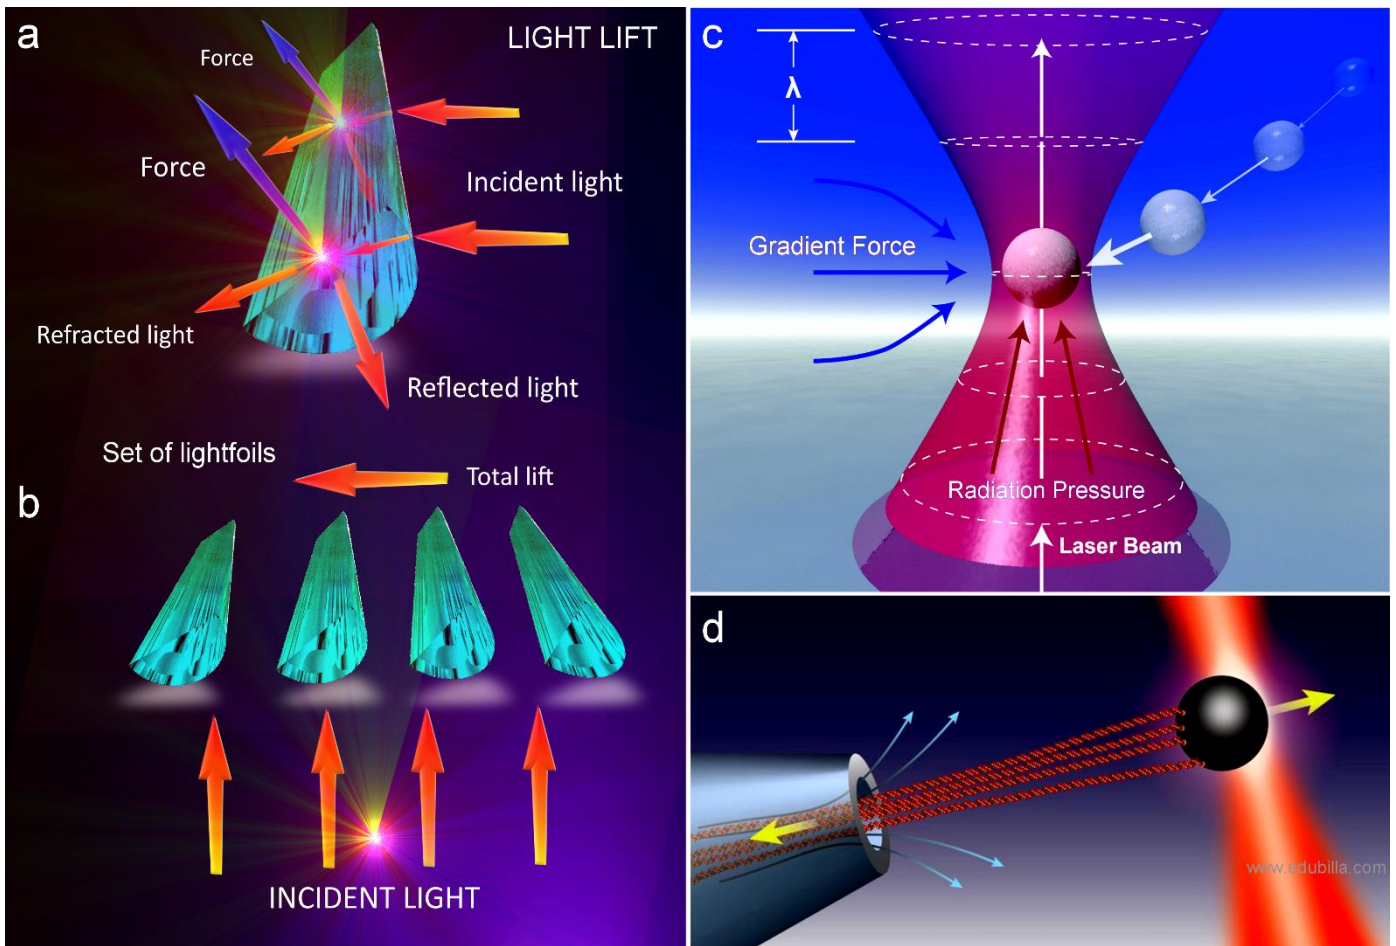 a
LIGHT LIFT
Force
Force
Incident light
Refracted light
Reflected light
Set of lightfoils
Total lift
b
INCIDENT LIGHT
c
λ
Gradient Force
Radiation Pressure
Laser Beam
d
www.edubilla.com